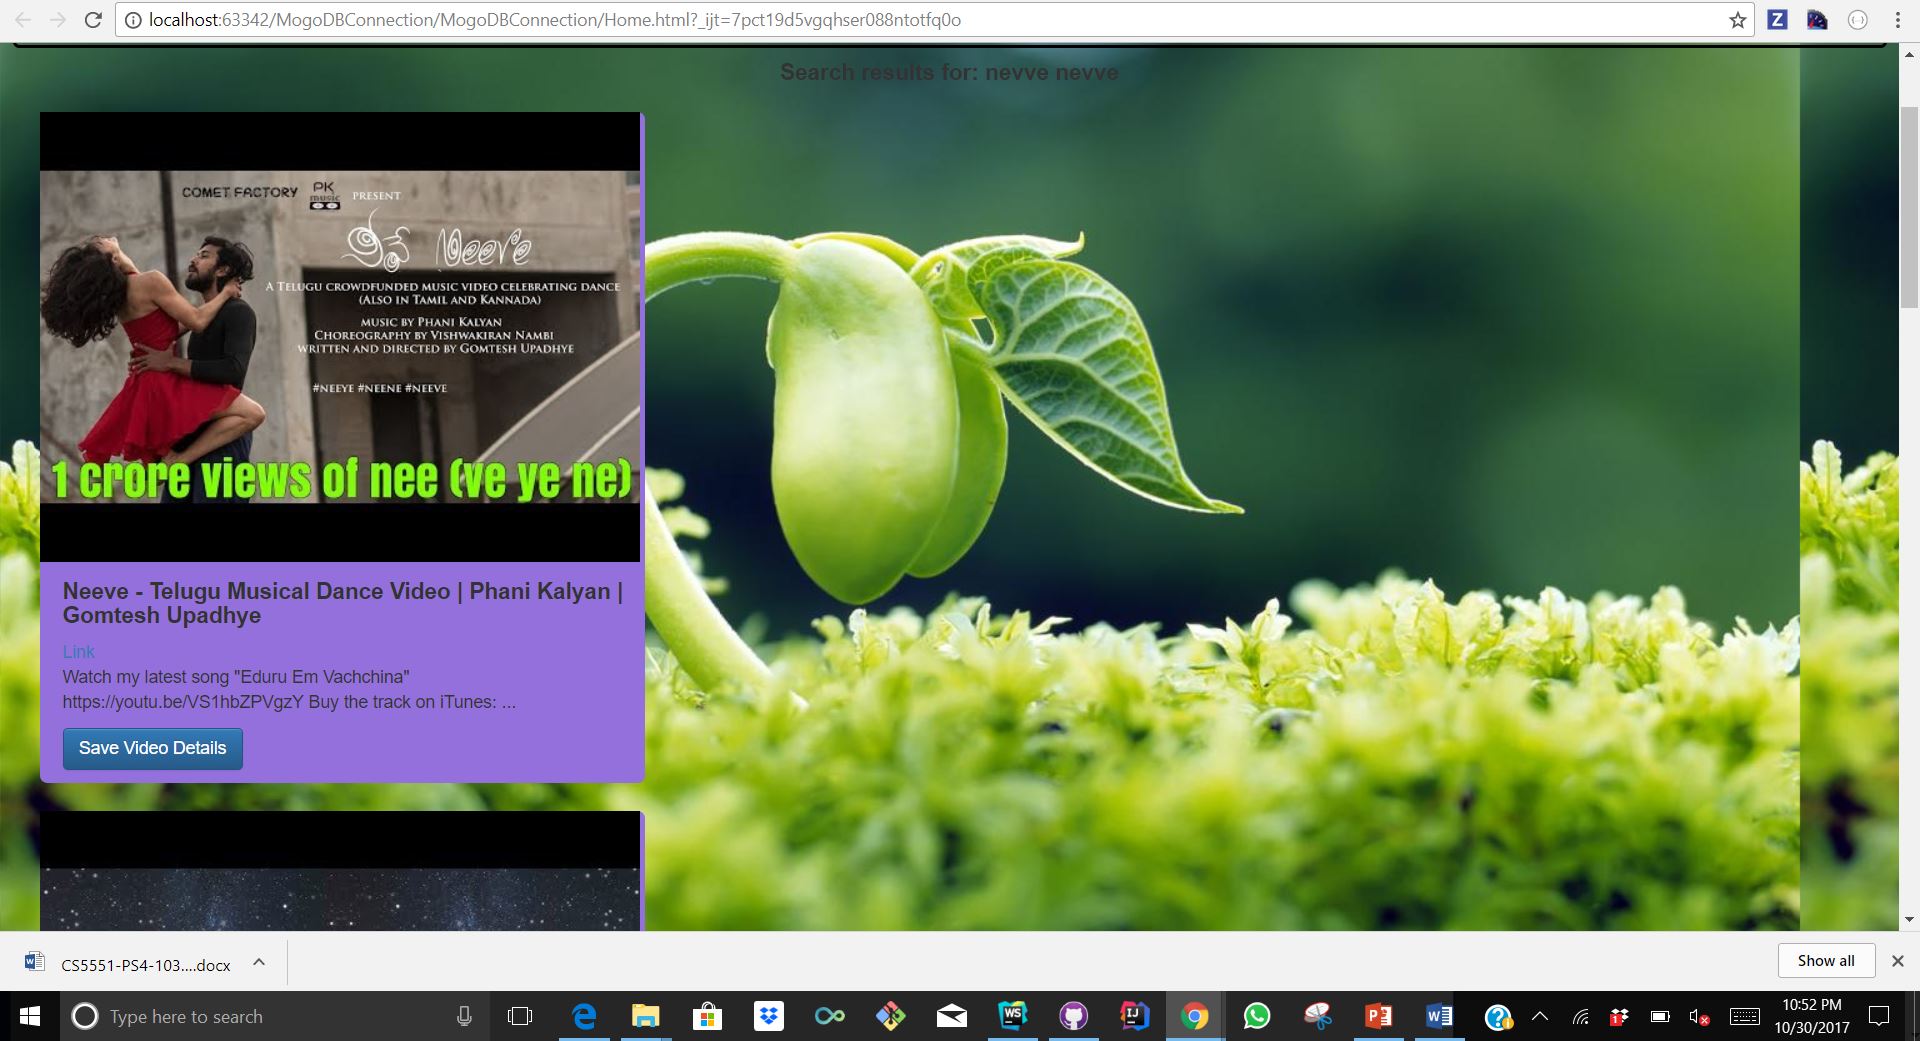 localhost:63342/MogoDBConnection/MogoDBConnection/Home.html?_ijt=7pct19d5vgqhser088ntotfq0o
Search results for: nevve nevve
COMET FACTORY PK music PRESENT
Neeve
A TELUGU CROWDFUNDED MUSIC VIDEO CELEBRATING DANCE
(ALSO IN TAMIL AND KANNADA)
MUSIC BY PHANI KALYAN
CHOREOGRAPHY BY VISHWAKIRAN NAMBI
WRITTEN AND DIRECTED BY GOMTESH UPADHYE
#NEEYE #NEENE #NEEVE
1 crore views of nee (ve ye ne)
Neeve - Telugu Musical Dance Video | Phani Kalyan |
Gomtesh Upadhye
Link
Watch my latest song "Eduru Em Vachchina"
https://youtu.be/VS1hbZPVgzY Buy the track on iTunes: ...
Save Video Details
CS5551-PS4-103....docx
Show all
Type here to search
10:52 PM
10/30/2017